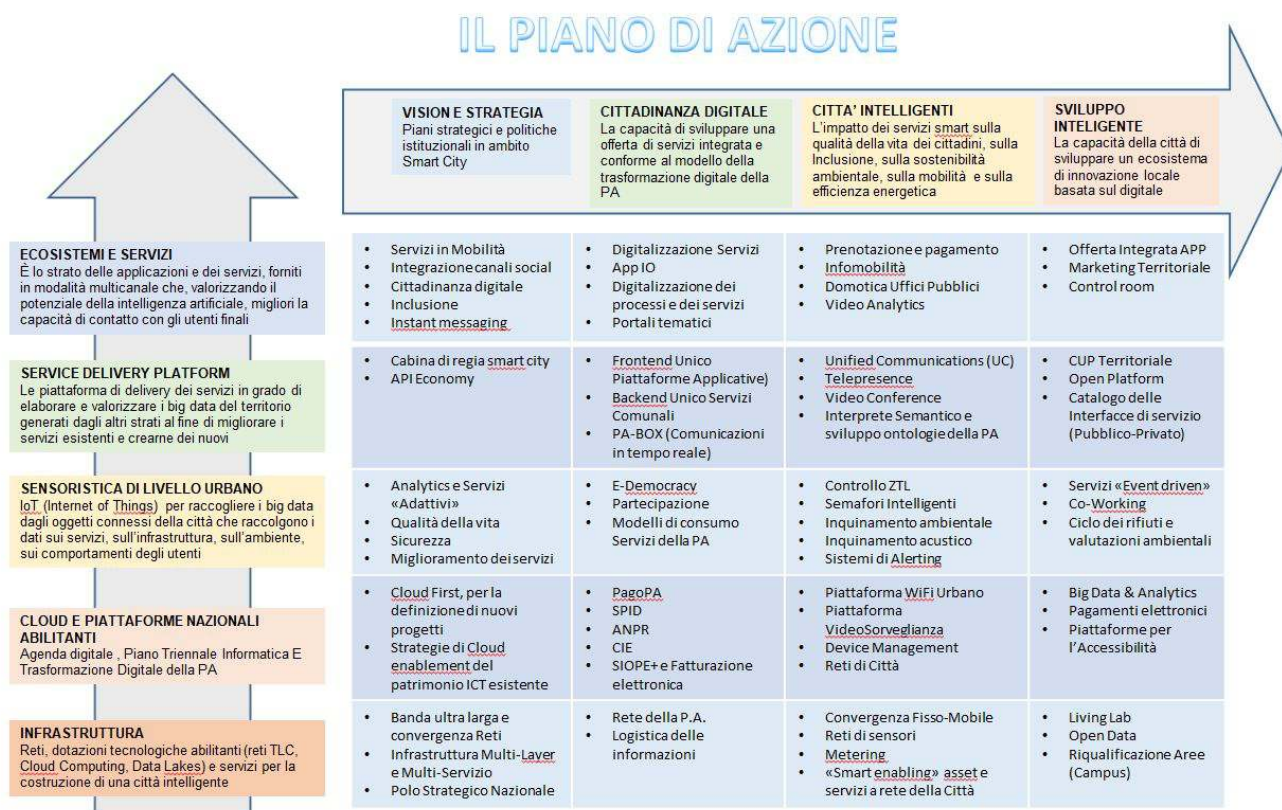 IL PIANO DI AZIONE
VISION E STRATEGIA
Piani strategici e politiche
istituzionali in ambito
Smart City
CITTADINANZA DIGITALE
La capacità di sviluppare una
offerta di servizi integrata e
conforme al modello della
trasformazione digitale della
PA
CITTA' INTELLIGENTI
L'impatto dei servizi smart sulla
qualità della vita dei cittadini, sulla
Inclusione, sulla sostenibilità
ambientale, sulla mobilità e sulla
efficienza energetica
SVILUPPO
INTELIGENTE
La capacità della città di
sviluppare un ecosistema
di innovazione locale
basata sul digitale
ECOSISTEMI E SERVIZI
È lo strato delle applicazioni e dei servizi, forniti
in modalità multicanale che, valorizzando il
potenziale della intelligenza artificiale, migliori la
capacità di contatto con gli utenti finali
• Servizi in Mobilità
• Integrazione canali social
• Cittadinanza digitale
• Inclusione
• Instant messaging
• Digitalizzazione Servizi
• App IO
• Digitalizzazione dei
processi e dei servizi
• Portali tematici
• Prenotazione e pagamento
• Infomobilità
• Domotica Uffici Pubblici
• Video Analytics
• Offerta Integrata APP
• Marketing Territoriale
• Control room
SERVICE DELIVERY PLATFORM
Le piattaforma di delivery dei servizi in grado di
elaborare e valorizzare i big data del territorio
generati dagli altri strati al fine di migliorare i
servizi esistenti e crearne dei nuovi
• Cabina di regia smart city
• API Economy
• Frontend Unico
Piattaforme Applicative)
• Backend Unico Servizi
Comunali
• PA-BOX (Comunicazioni
in tempo reale)
• Unified Communications (UC)
• Telepresence
• Video Conference
• Interprete Semantico e
sviluppo ontologie della PA
• CUP Territoriale
• Open Platform
• Catalogo delle
Interfacce di servizio
(Pubblico-Privato)
SENSORISTICA DI LIVELLO URBANO
IoT (Internet of Things) per raccogliere i big data
dagli oggetti connessi della città che raccolgono i
dati sui servizi, sull'infrastruttura, sull'ambiente,
sui comportamenti degli utenti
• Analytics e Servizi
«Adattivi»
• Qualità della vita
• Sicurezza
• Miglioramento dei servizi
• E-Democracy
• Partecipazione
• Modelli di consumo
Servizi della PA
• Controllo ZTL
• Semafori Intelligenti
• Inquinamento ambientale
• Inquinamento acustico
• Sistemi di Alerting
• Servizi «Event driven»
• Co-Working
• Ciclo dei rifiuti e
valutazioni ambientali
CLOUD E PIATTAFORME NAZIONALI
ABILITANTI
Agenda digitale , Piano Triennale Informatica E
Trasformazione Digitale della PA
• Cloud First, per la
definizione di nuovi
progetti
• Strategie di Cloud
enablement del
patrimonio ICT esistente
• PagoPA
• SPID
• ANPR
• CIE
• SIOPE+ e Fatturazione
elettronica
• Piattaforma WiFi Urbano
• Piattaforma
VideoSorveglianza
• Device Management
• Reti di Città
• Big Data & Analytics
• Pagamenti elettronici
• Piattaforme per
l'Accessibilità
INFRASTRUTTURA
Reti, dotazioni tecnologiche abilitanti (reti TLC,
Cloud Computing, Data Lakes) e servizi per la
costruzione di una città intelligente
• Banda ultra larga e
convergenza Reti
• Infrastruttura Multi-Layer
e Multi-Servizio
• Polo Strategico Nazionale
• Rete della P.A.
• Logistica delle
informazioni
• Convergenza Fisso-Mobile
• Reti di sensori
• Metering
• «Smart enabling» asset e
servizi a rete della Città
• Living Lab
• Open Data
• Riqualificazione Aree
(Campus)